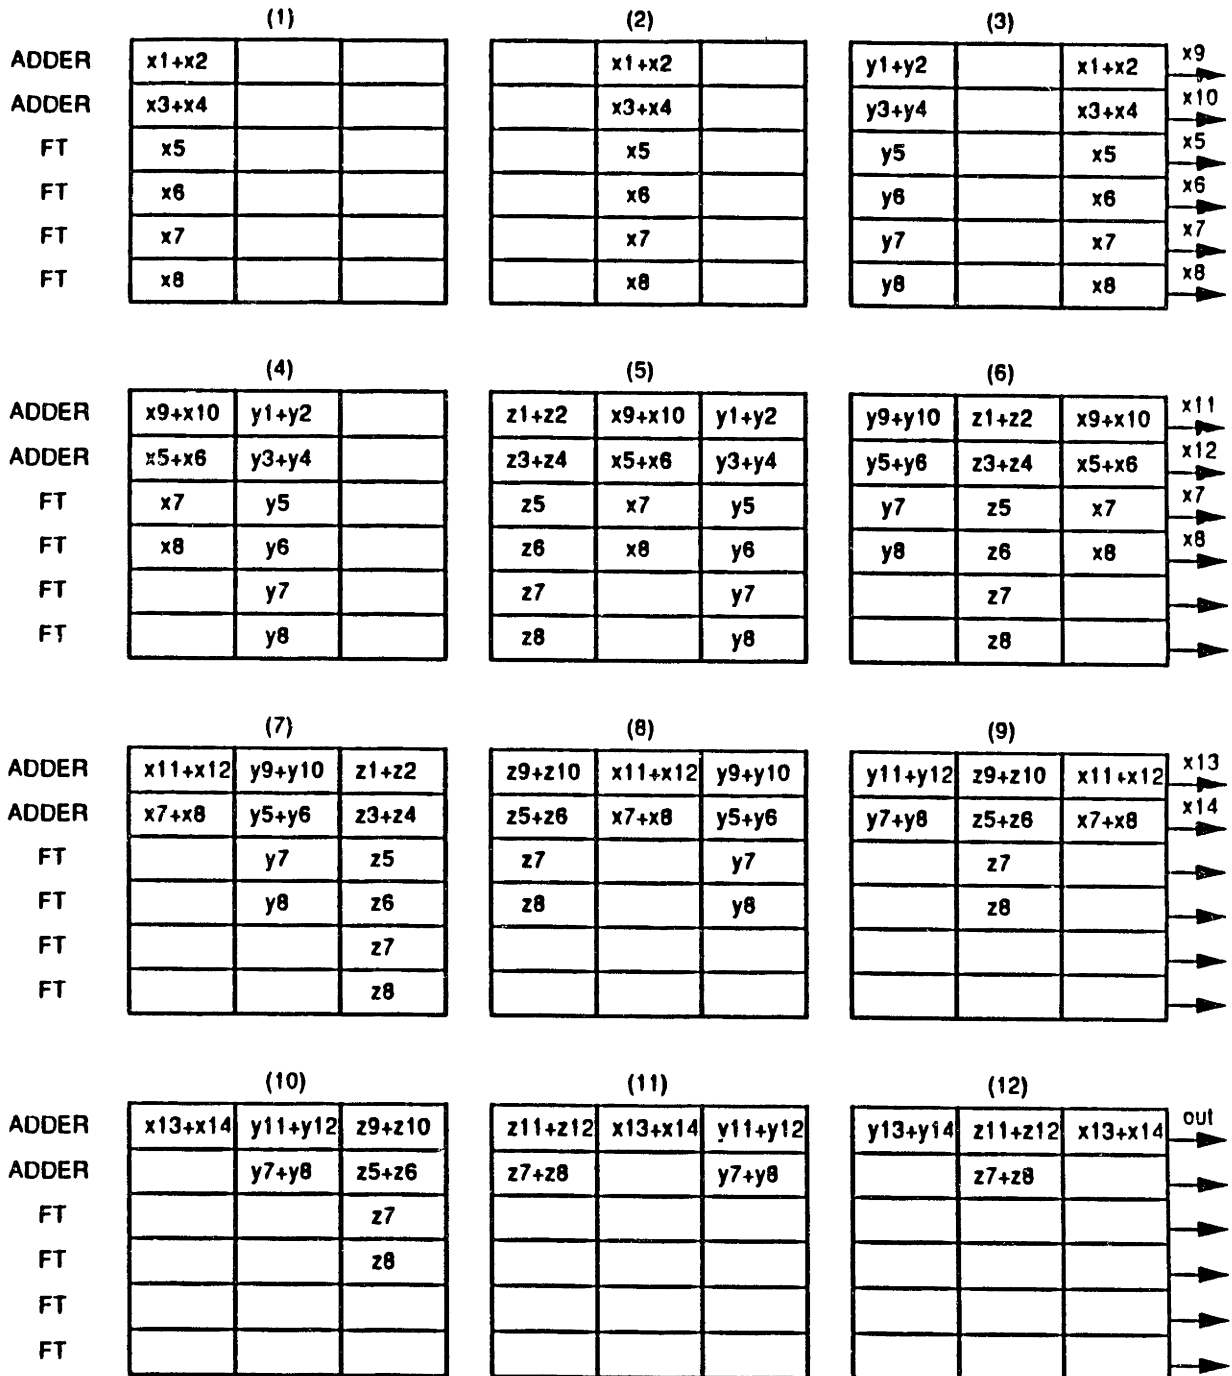 (1) (2) (3)
ADDER x1+x2 x1+x2 y1+y2 x1+x2 x9
ADDER x3+x4 x3+x4 y3+y4 x3+x4 x10
FT x5 x5 y5 x5 x5
FT x6 x6 y6 x6 x6
FT x7 x7 y7 x7 x7
FT x8 x8 y8 x8 x8
(4) (5) (6)
ADDER x9+x10 y1+y2 z1+z2 x9+x10 y1+y2 y9+y10 z1+z2 x9+x10 x11
ADDER x5+x6 y3+y4 z3+z4 x5+x6 y3+y4 y5+y6 z3+z4 x5+x6 x12
FT x7 y5 z5 x7 y5 y7 z5 x7 x7
FT x8 y6 z6 x8 y6 y8 z6 x8 x8
FT y7 z7 y7 z7
FT y8 z8 y8 z8
(7) (8) (9)
ADDER x11+x12 y9+y10 z1+z2 z9+z10 x11+x12 y9+y10 y11+y12 z9+z10 x11+x12 x13
ADDER x7+x8 y5+y6 z3+z4 z5+z6 x7+x8 y5+y6 y7+y8 z5+z6 x7+x8 x14
FT y7 z5 z7 y7 z7
FT y8 z6 z8 y8 z8
FT z7
FT z8
(10) (11) (12)
ADDER x13+x14 y11+y12 z9+z10 z11+z12 x13+x14 y11+y12 y13+y14 z11+z12 x13+x14 out
ADDER y7+y8 z5+z6 z7+z8 y7+y8 z7+z8
FT z7
FT z8
FT
FT